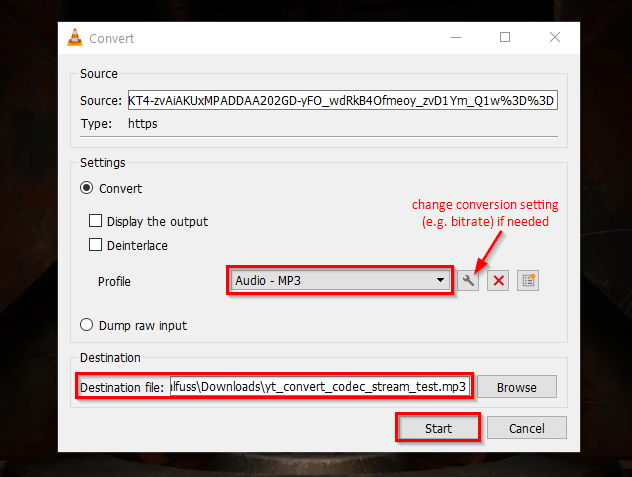 Convert
Source
Source: KT4-zvAiAKUxMPADDAA202GD-yFO_wdRkB4Ofmeoy_zvD1Ym_Q1w%3D%3D
Type: https
Settings
Convert
change conversion setting
(e.g. bitrate) if needed
Display the output
Deinterlace
Profile Audio - MP3
Dump raw input
Destination
Destination file: lfuss\Downloads\yt_convert_codec_stream_test.mp3 Browse
Start Cancel